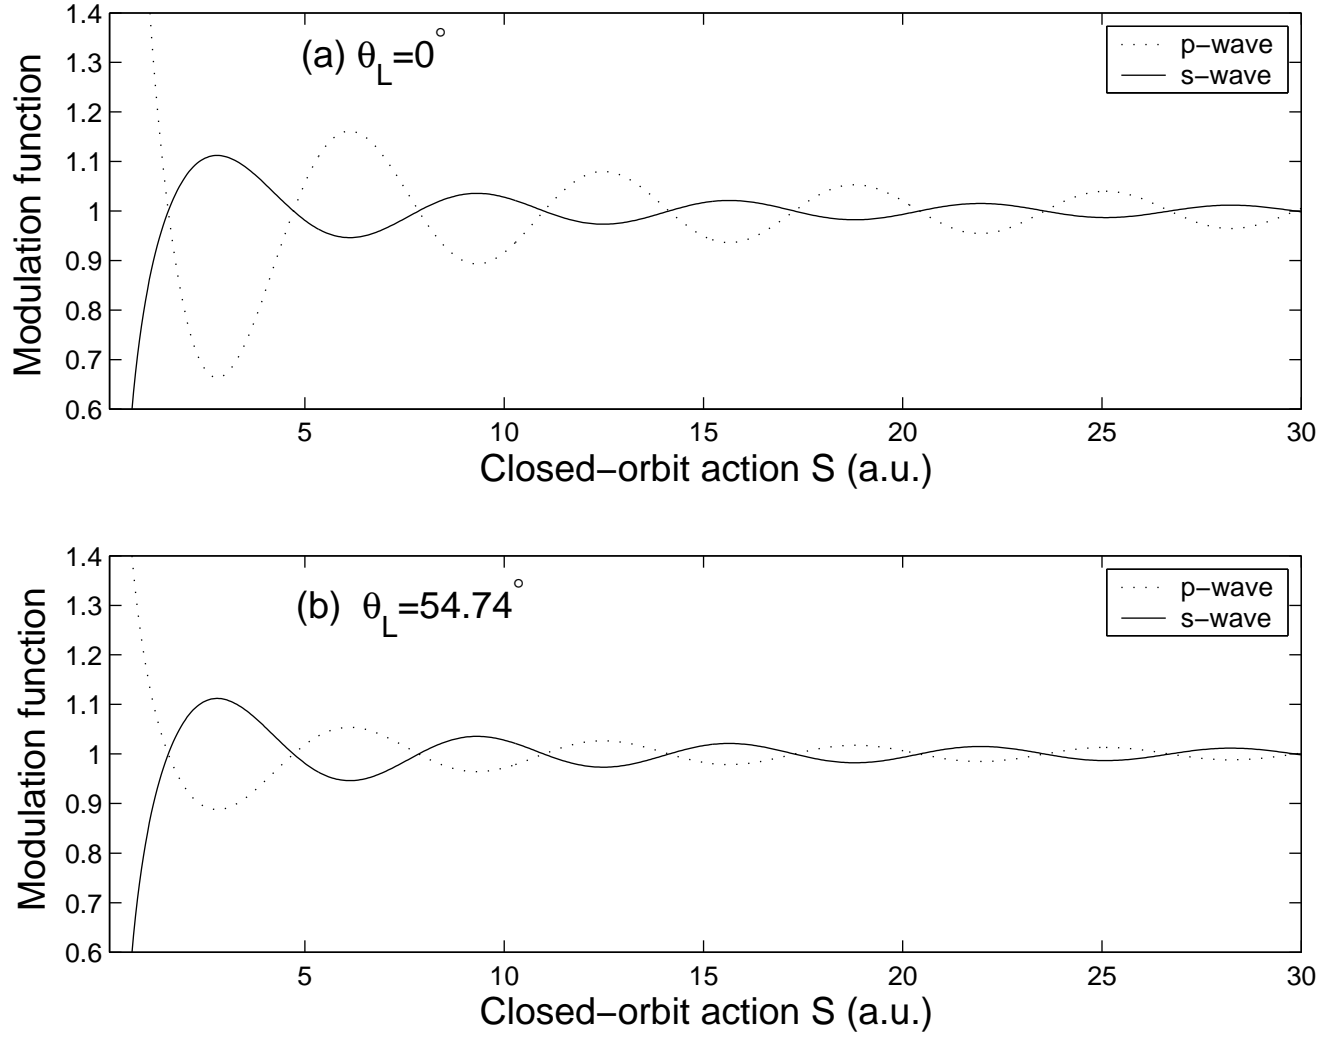 (a) θL=0°
p−wave
s−wave
Modulation function
1.4
1.3
1.2
1.1
1
0.9
0.8
0.7
0.6
5 10 15 20 25 30
Closed−orbit action S (a.u.)
(b) θL=54.74°
p−wave
s−wave
Modulation function
1.4
1.3
1.2
1.1
1
0.9
0.8
0.7
0.6
5 10 15 20 25 30
Closed−orbit action S (a.u.)